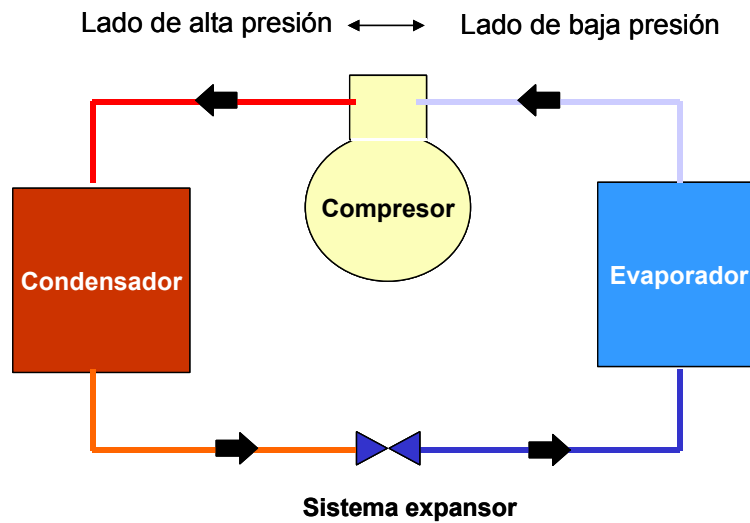 Lado de alta presión
Lado de baja presión
Compresor
Condensador
Evaporador
Sistema expansor